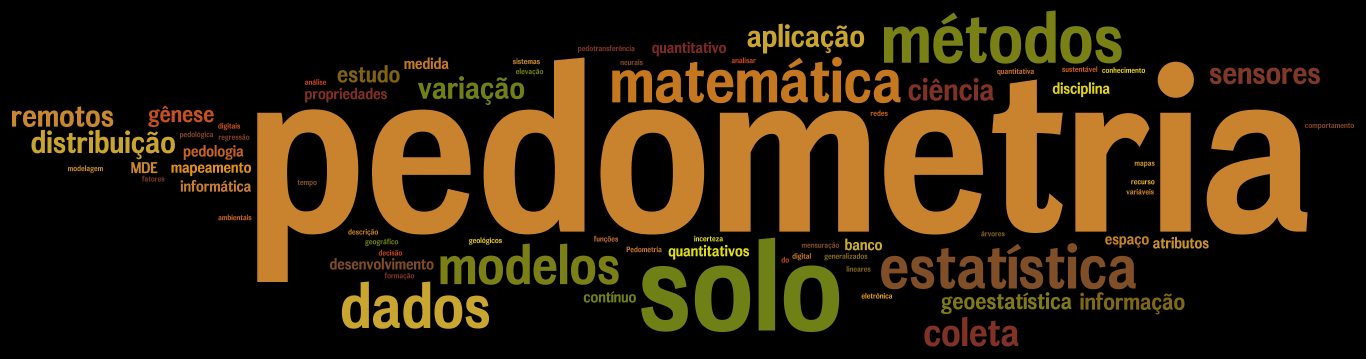 pedotransferência
quantitativo
aplicação
métodos
sistemas
neurais
analisar
elevação
medida
estudo
análise
propriedades
variação
matemática
ciência
quantitativa
sustentável
conhecimento
disciplina
sensores
remotos
gênese
digitais
distribuição
pedológica
regressão
pedologia
redes
comportamento
modelagem
MDE
mapeamento
fatores
informática
pedometria
tempo
mapas
recurso
variáveis
ambientais
descrição
geográfico
geológicos
funções
incerteza
árvores
decisão
Pedometria
quantitativos
mensuração
banco
espaço
atributos
desenvolvimento
formação
modelos
solo
do
digital
generalizados
lineares
estatística
dados
contínuo
eletrônica
geoestatística
informação
coleta